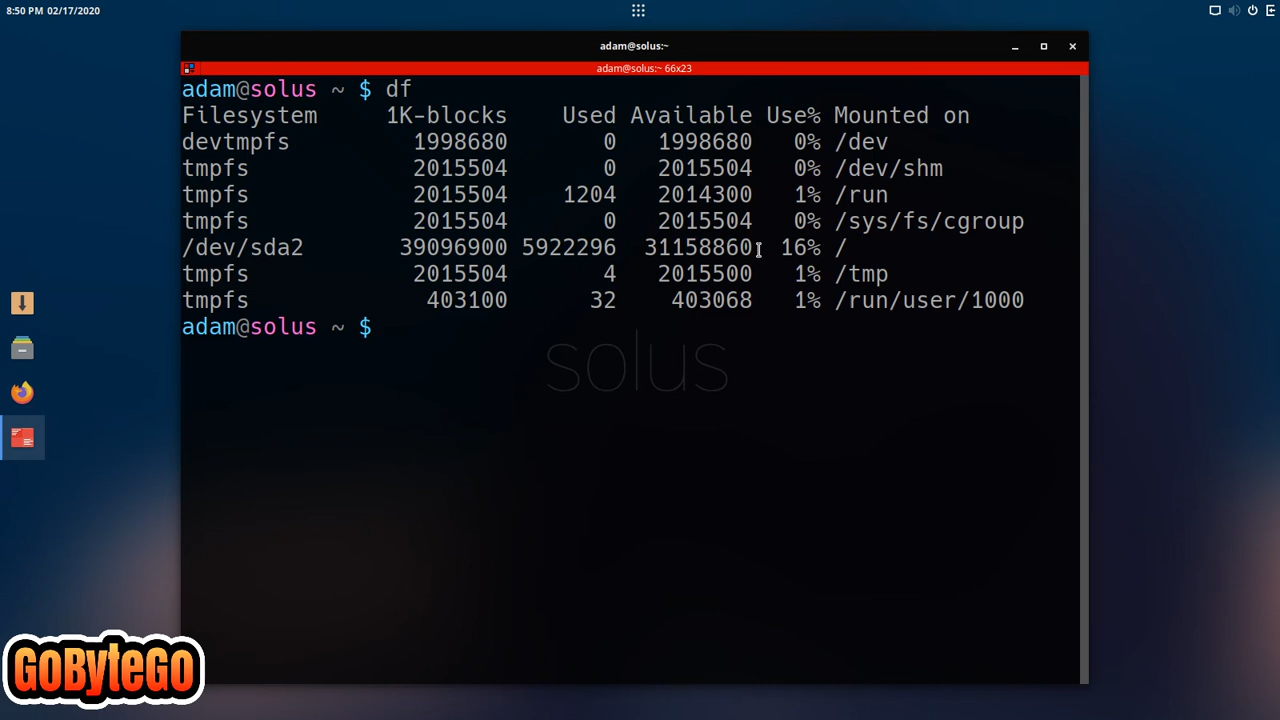 8:50 PM 02/17/2020
adam@solus:~
adam@solus:~ 66x23
adam@solus ~ $ df
Filesystem 1K-blocks Used Available Use% Mounted on
devtmpfs 1998680 0 1998680 0% /dev
tmpfs 2015504 0 2015504 0% /dev/shm
tmpfs 2015504 1204 2014300 1% /run
tmpfs 2015504 0 2015504 0% /sys/fs/cgroup
/dev/sda2 39096900 5922296 31158860 16% /
tmpfs 2015504 4 2015500 1% /tmp
tmpfs 403100 32 403068 1% /run/user/1000
adam@solus ~ $
solus
GoByteGo